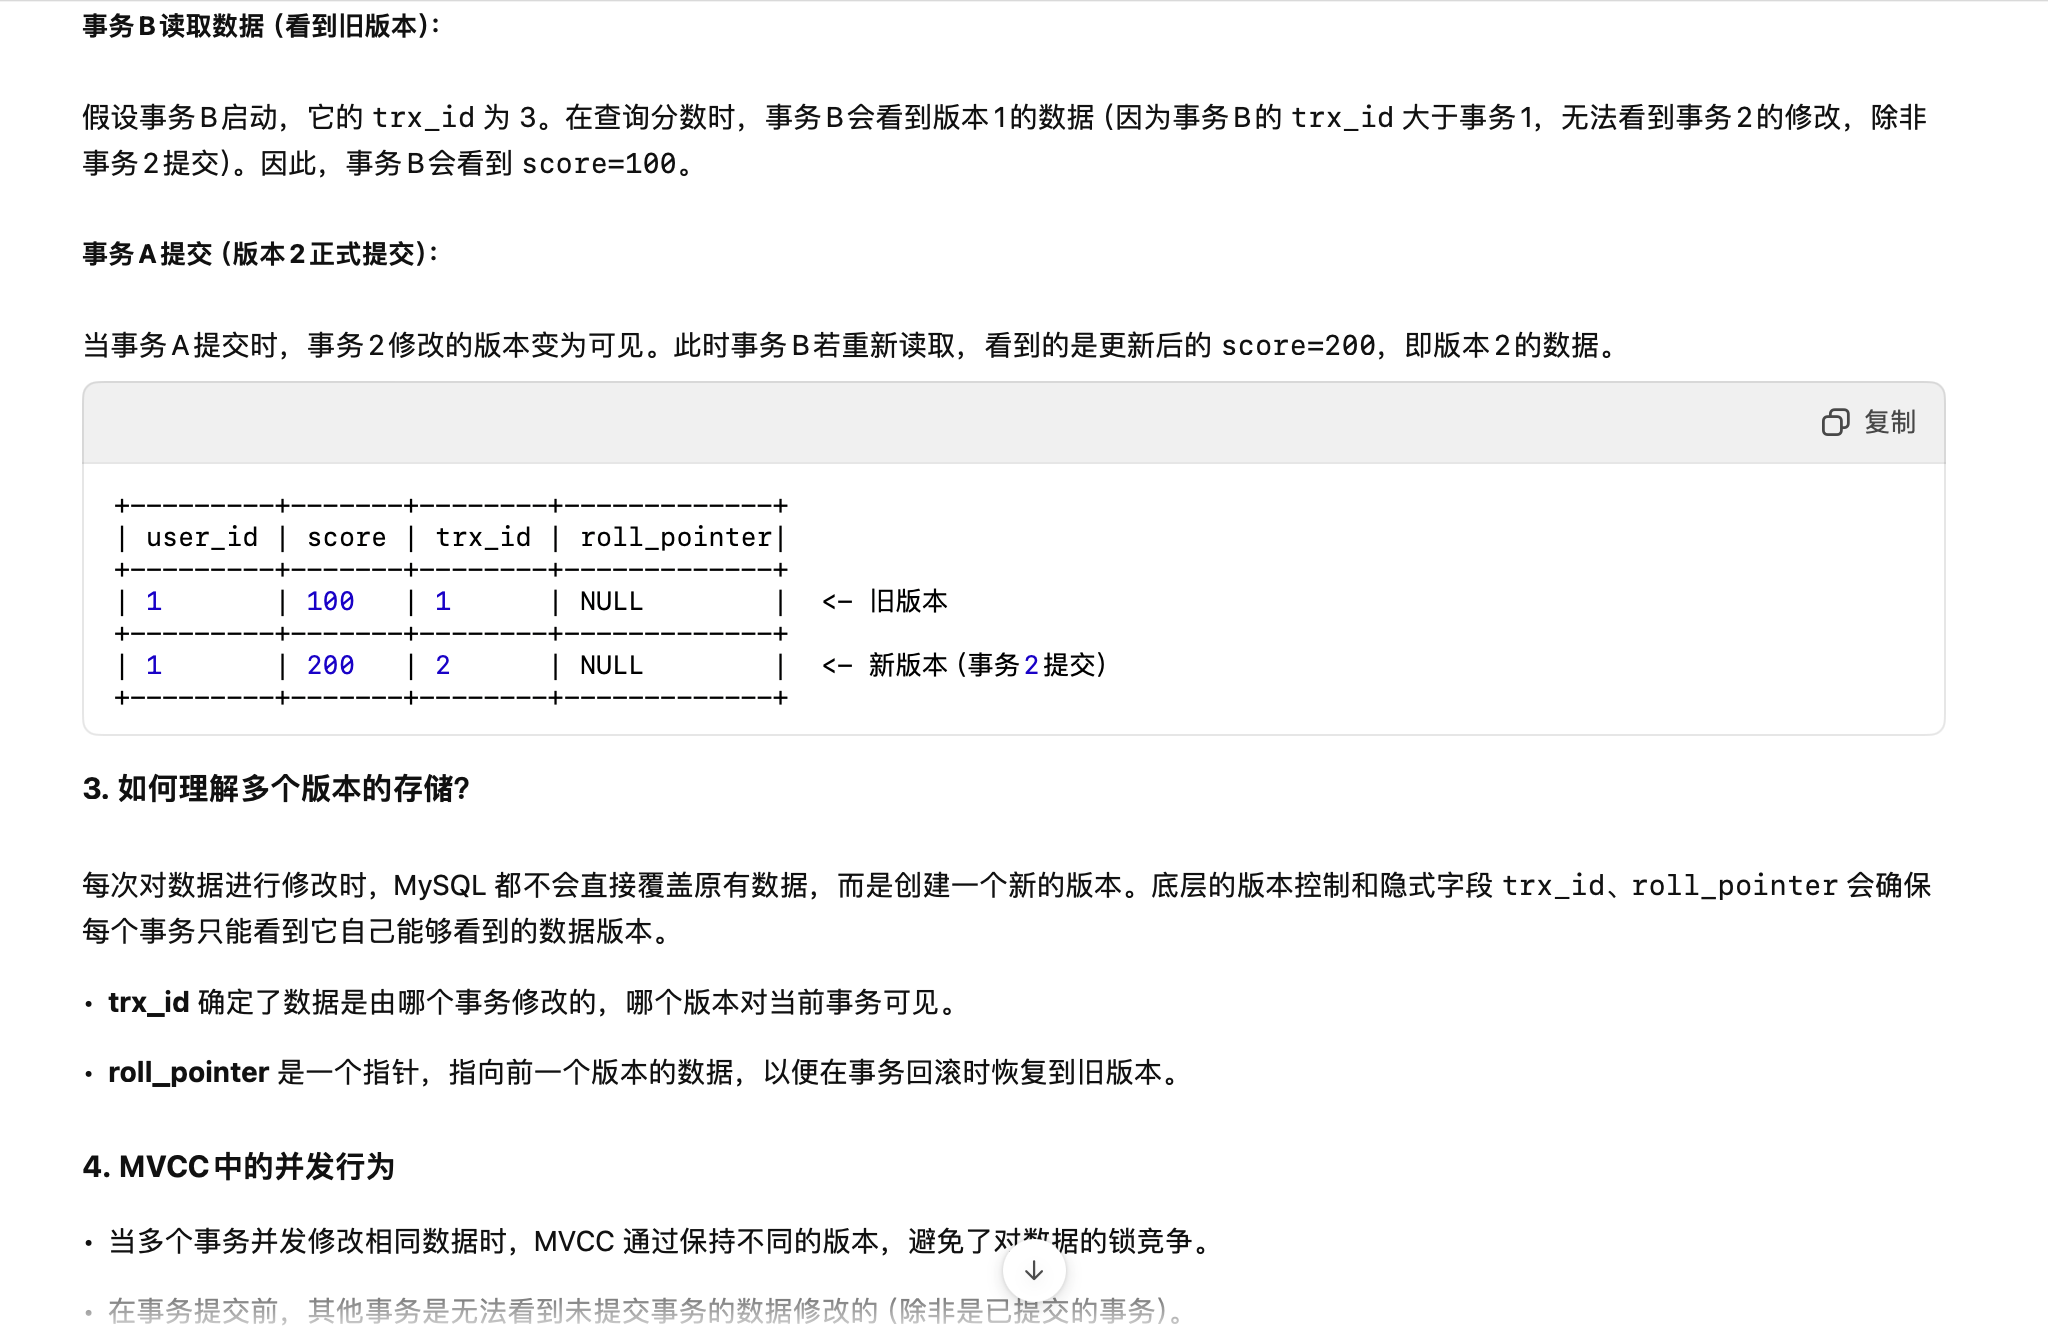 事务B读取数据（看到旧版本）：
假设事务B启动，它的 trx_id 为 3。在查询分数时，事务B会看到版本1的数据（因为事务B的 trx_id 大于事务1，无法看到事务2的修改，除非
事务2提交）。因此，事务B会看到 score=100。
事务A提交（版本2正式提交）：
当事务A提交时，事务2修改的版本变为可见。此时事务B若重新读取，看到的是更新后的 score=200，即版本2的数据。
复制
+---------+-------+--------+-------------+
| user_id | score | trx_id | roll_pointer|
+---------+-------+--------+-------------+
| 1       | 100   | 1      | NULL        |  <- 旧版本
+---------+-------+--------+-------------+
| 1       | 200   | 2      | NULL        |  <- 新版本（事务2提交）
+---------+-------+--------+-------------+
3. 如何理解多个版本的存储？
每次对数据进行修改时，MySQL 都不会直接覆盖原有数据，而是创建一个新的版本。底层的版本控制和隐式字段 trx_id、roll_pointer 会确保
每个事务只能看到它自己能够看到的数据版本。
• trx_id 确定了数据是由哪个事务修改的，哪个版本对当前事务可见。
• roll_pointer 是一个指针，指向前一个版本的数据，以便在事务回滚时恢复到旧版本。
4. MVCC中的并发行为
• 当多个事务并发修改相同数据时，MVCC 通过保持不同的版本，避免了对数据的锁竞争。
• 在事务提交前，其他事务是无法看到未提交事务的数据修改的（除非是已提交的事务）。